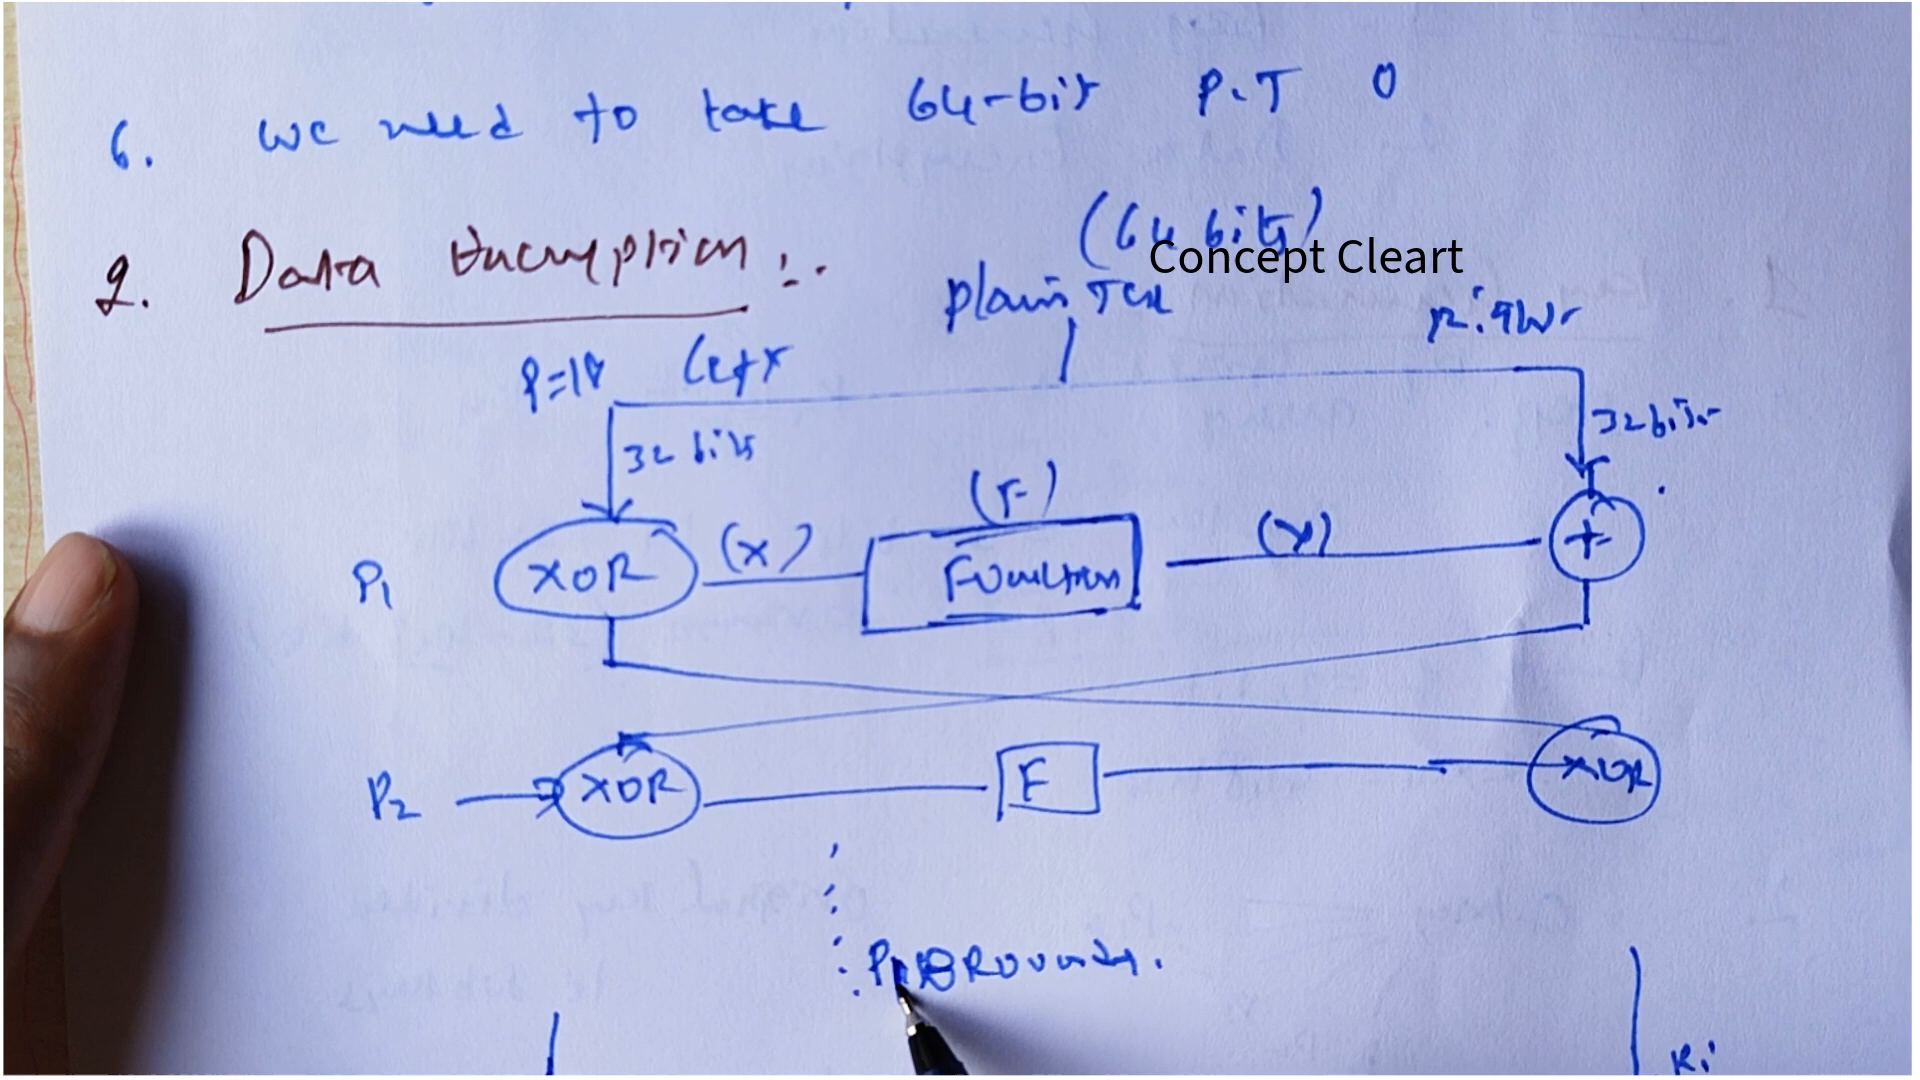 6. we need to take 64-bit P.T 0
2. Data Encryption :-
(64 bits)
Concept Cleart
plain Text
P=18 left right
32 bits 32 bits
(F)
P1 XOR (X) Function (Y) +
P2 XOR F XOR
Rounds.